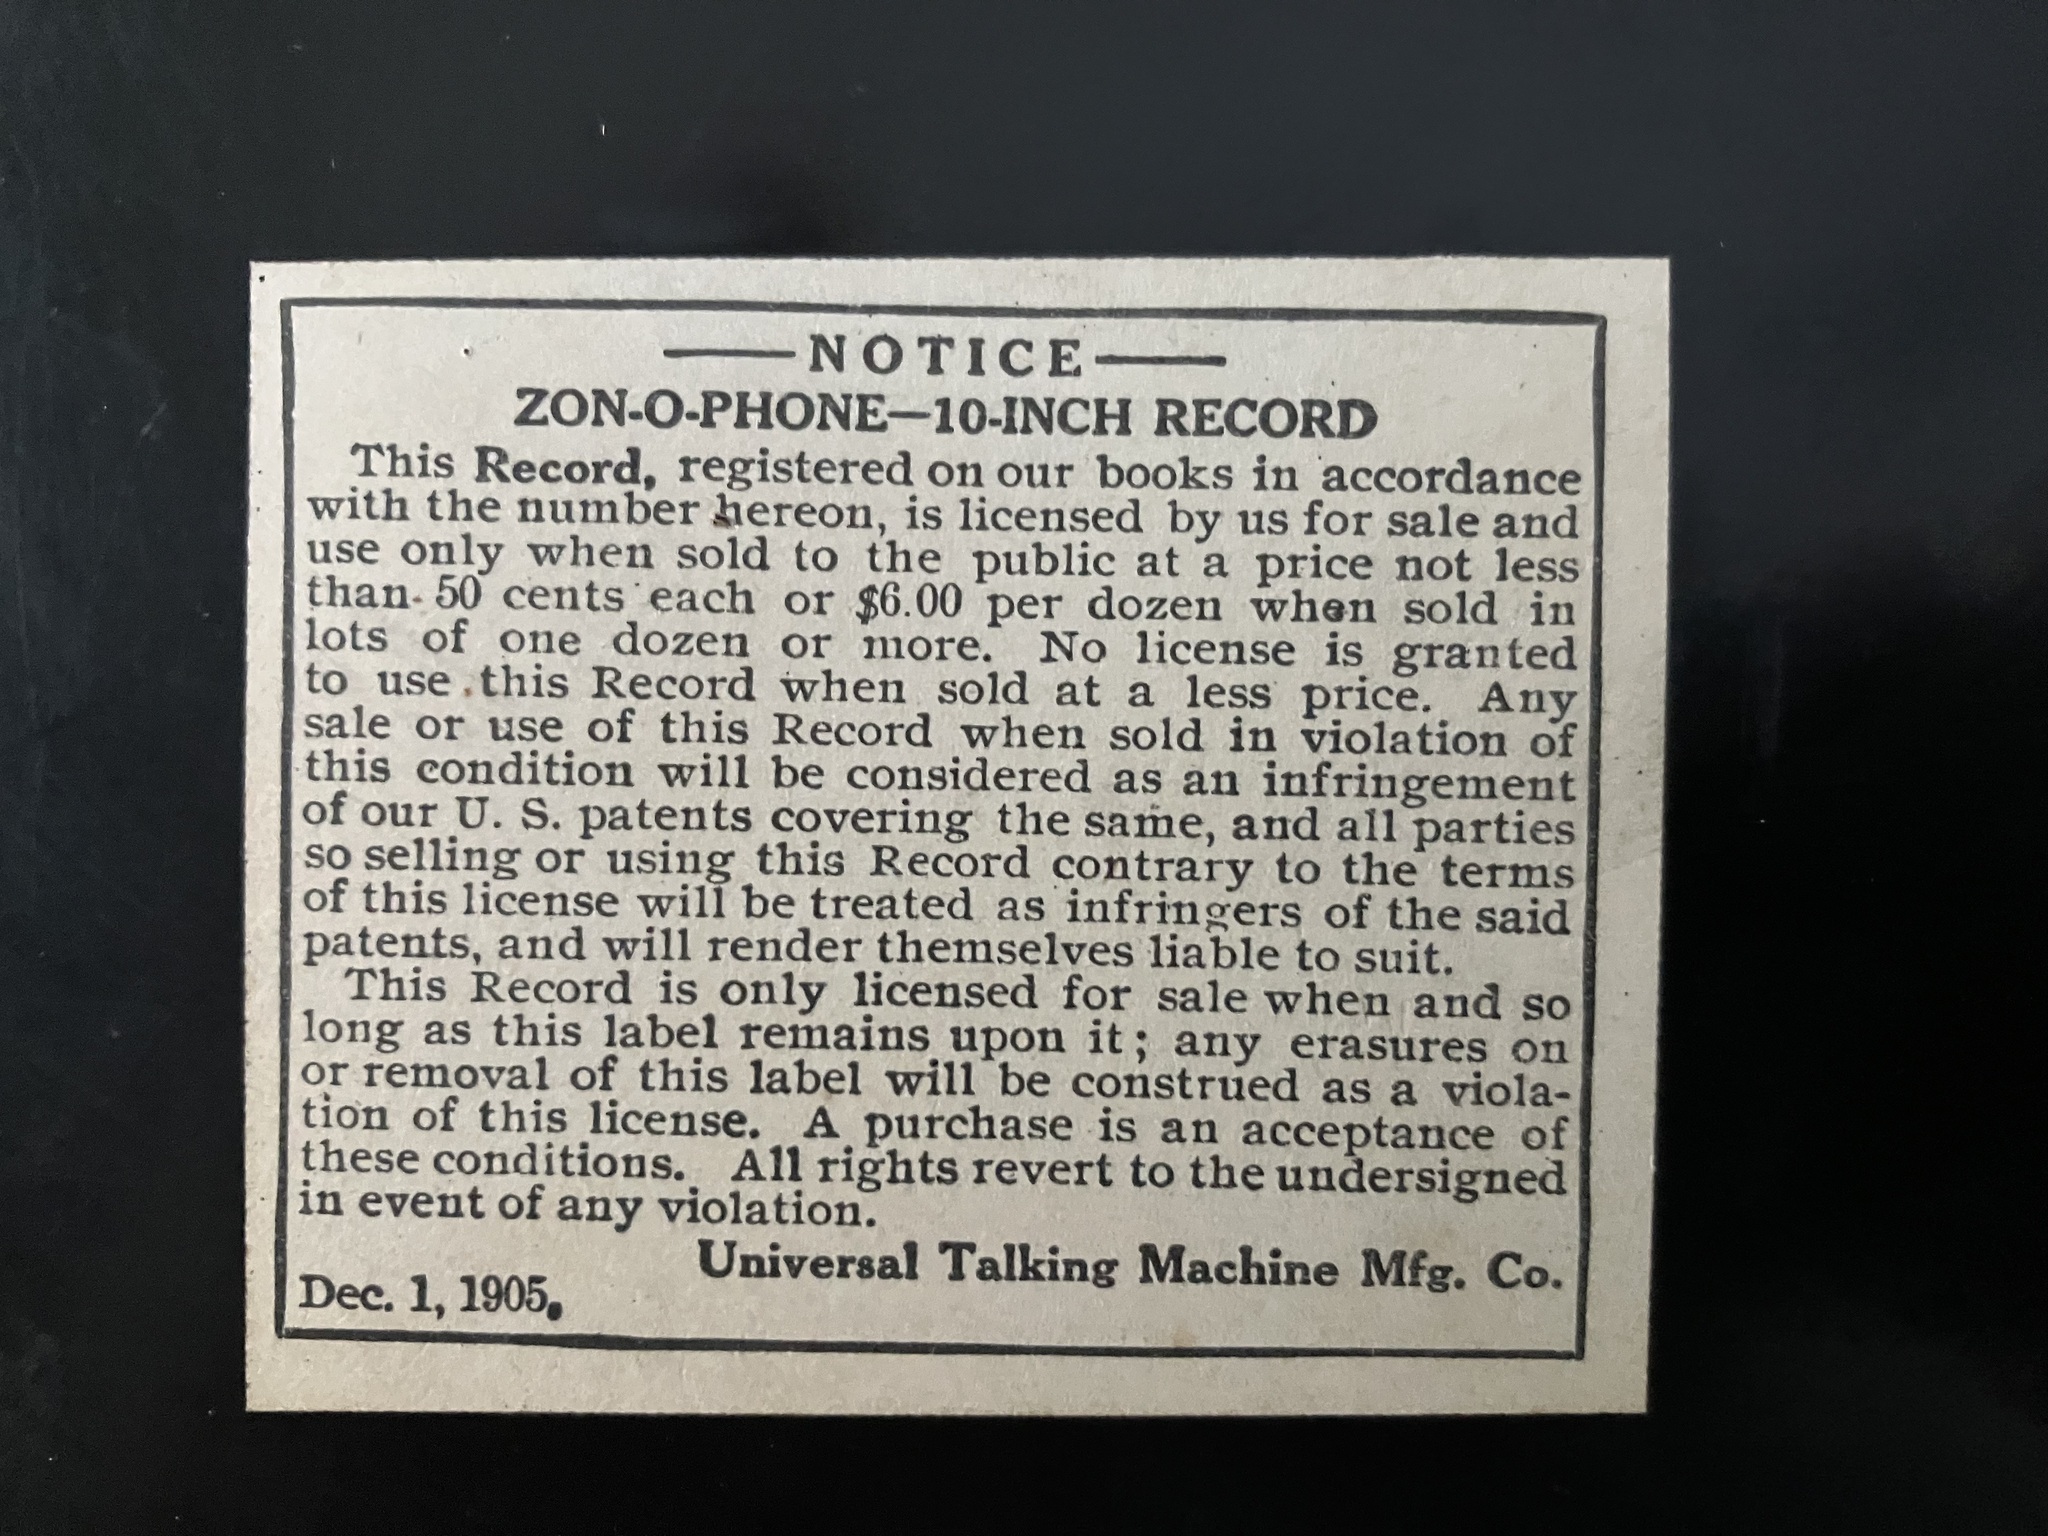 NOTICE
ZON-O-PHONE—10-INCH RECORD
This Record, registered on our books in accordance
with the number hereon, is licensed by us for sale and
use only when sold to the public at a price not less
than 50 cents each or $6.00 per dozen when sold in
lots of one dozen or more. No license is granted
to use this Record when sold at a less price. Any
sale or use of this Record when sold in violation of
this condition will be considered as an infringement
of our U. S. patents covering the same, and all parties
so selling or using this Record contrary to the terms
of this license will be treated as infringers of the said
patents, and will render themselves liable to suit.
This Record is only licensed for sale when and so
long as this label remains upon it; any erasures on
or removal of this label will be construed as a viola-
tion of this license. A purchase is an acceptance of
these conditions. All rights revert to the undersigned
in event of any violation.
Universal Talking Machine Mfg. Co.
Dec. 1, 1905.